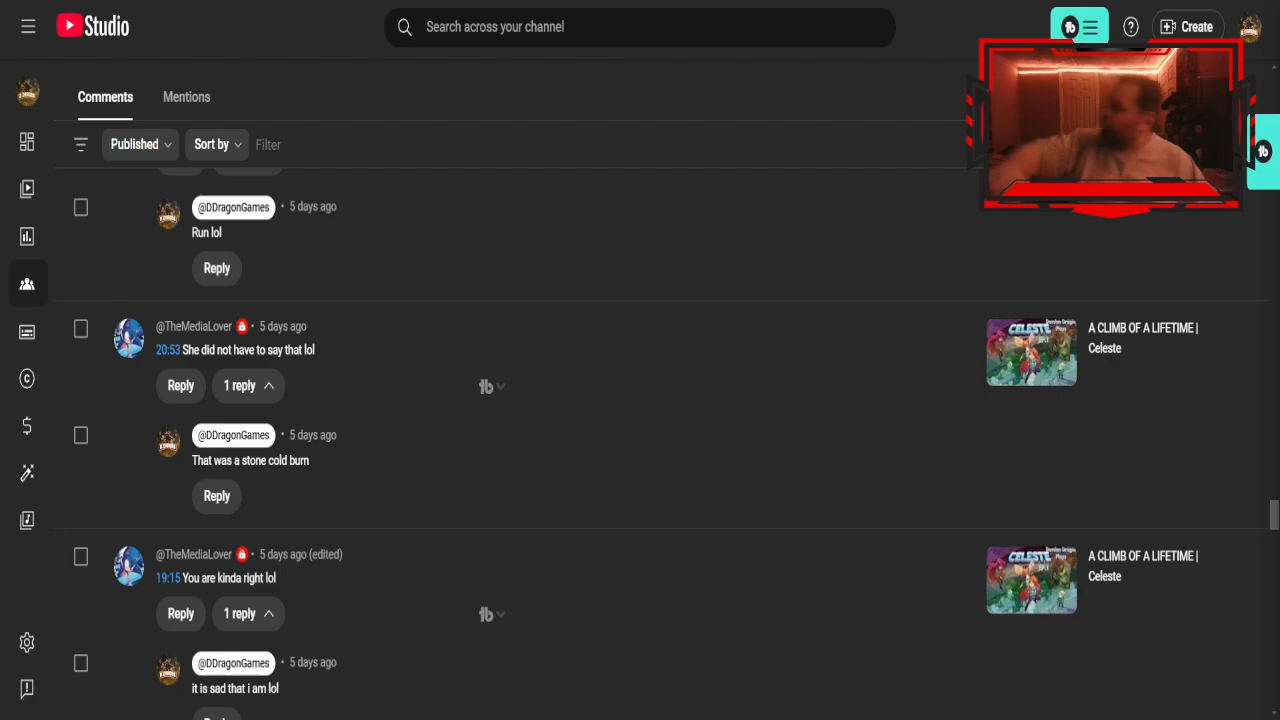 Studio
Search across your channel
Create
Comments
Mentions
Published
Sort by
Filter
@DDragonGames • 5 days ago
Run lol
Reply
@TheMediaLover • 5 days ago
20:53 She did not have to say that lol
Reply
1 reply
A CLIMB OF A LIFETIME |
Celeste
CELESTE
@DDragonGames • 5 days ago
That was a stone cold burn
Reply
@TheMediaLover • 5 days ago (edited)
19:15 You are kinda right lol
Reply
1 reply
A CLIMB OF A LIFETIME |
Celeste
CELESTE
@DDragonGames • 5 days ago
it is sad that i am lol